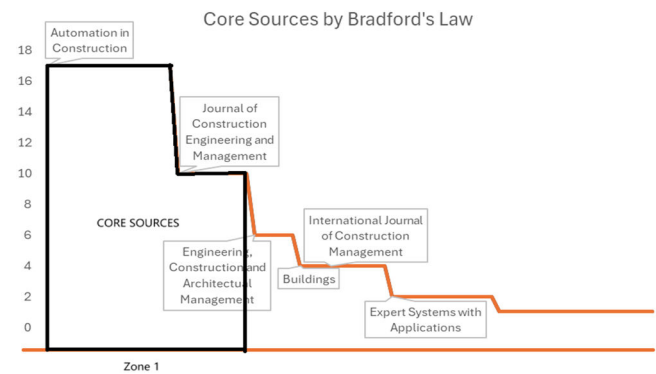 Core Sources by Bradford's Law
18
16
14
12
10
8
6
4
2
0
Automation in
Construction
Journal of
Construction
Engineering and
Management
CORE SOURCES
Engineering,
Construction and
Architectual
Management
International Journal
of Construction
Management
Buildings
Expert Systems with
Applications
Zone 1